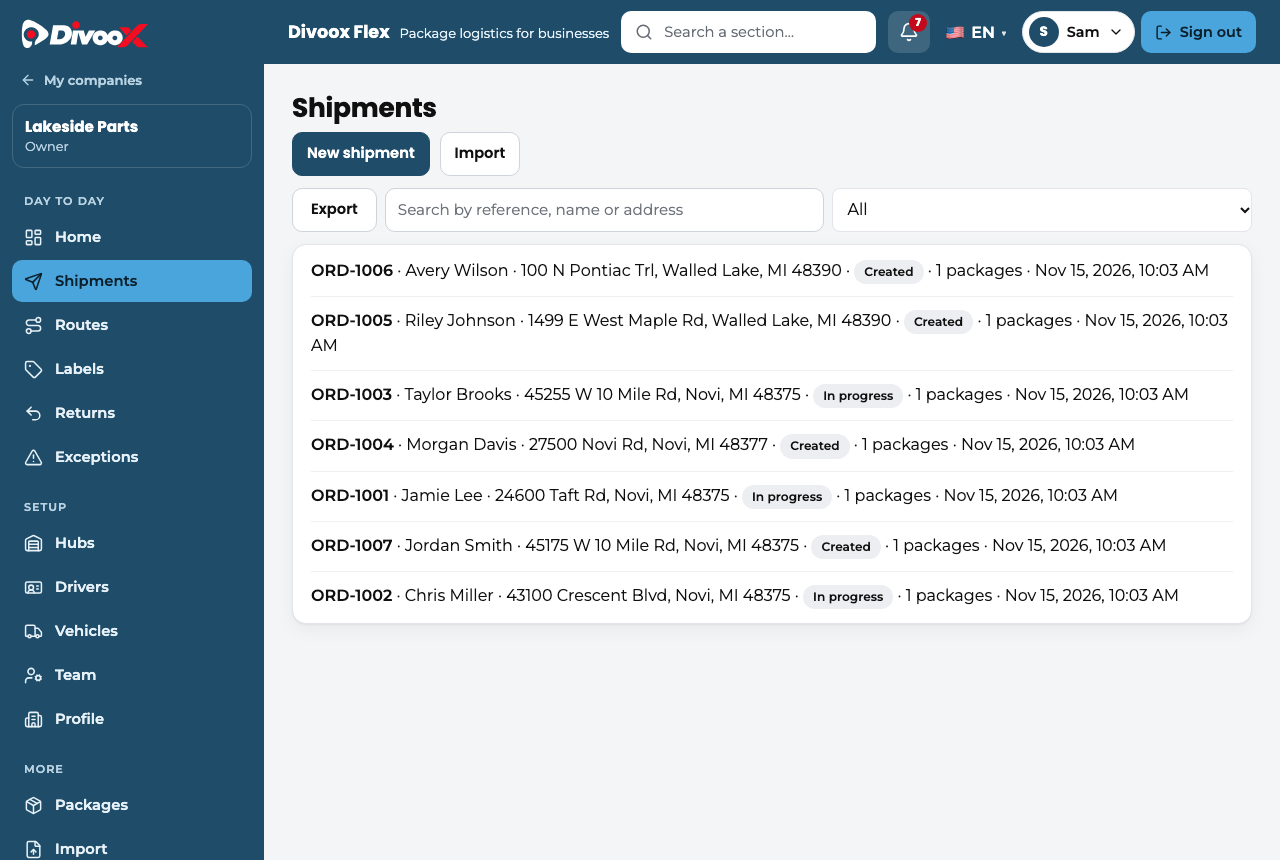 DivooX
Divoox Flex Package logistics for businesses
Search a section...
7
EN
S Sam
Sign out
My companies
Lakeside Parts
Owner
DAY TO DAY
Home
Shipments
Routes
Labels
Returns
Exceptions
SETUP
Hubs
Drivers
Vehicles
Team
Profile
MORE
Packages
Import
Shipments
New shipment Import
Export Search by reference, name or address All
ORD-1006 · Avery Wilson · 100 N Pontiac Trl, Walled Lake, MI 48390 · Created · 1 packages · Nov 15, 2026, 10:03 AM
ORD-1005 · Riley Johnson · 1499 E West Maple Rd, Walled Lake, MI 48390 · Created · 1 packages · Nov 15, 2026, 10:03
AM
ORD-1003 · Taylor Brooks · 45255 W 10 Mile Rd, Novi, MI 48375 · In progress · 1 packages · Nov 15, 2026, 10:03 AM
ORD-1004 · Morgan Davis · 27500 Novi Rd, Novi, MI 48377 · Created · 1 packages · Nov 15, 2026, 10:03 AM
ORD-1001 · Jamie Lee · 24600 Taft Rd, Novi, MI 48375 · In progress · 1 packages · Nov 15, 2026, 10:03 AM
ORD-1007 · Jordan Smith · 45175 W 10 Mile Rd, Novi, MI 48375 · Created · 1 packages · Nov 15, 2026, 10:03 AM
ORD-1002 · Chris Miller · 43100 Crescent Blvd, Novi, MI 48375 · In progress · 1 packages · Nov 15, 2026, 10:03 AM